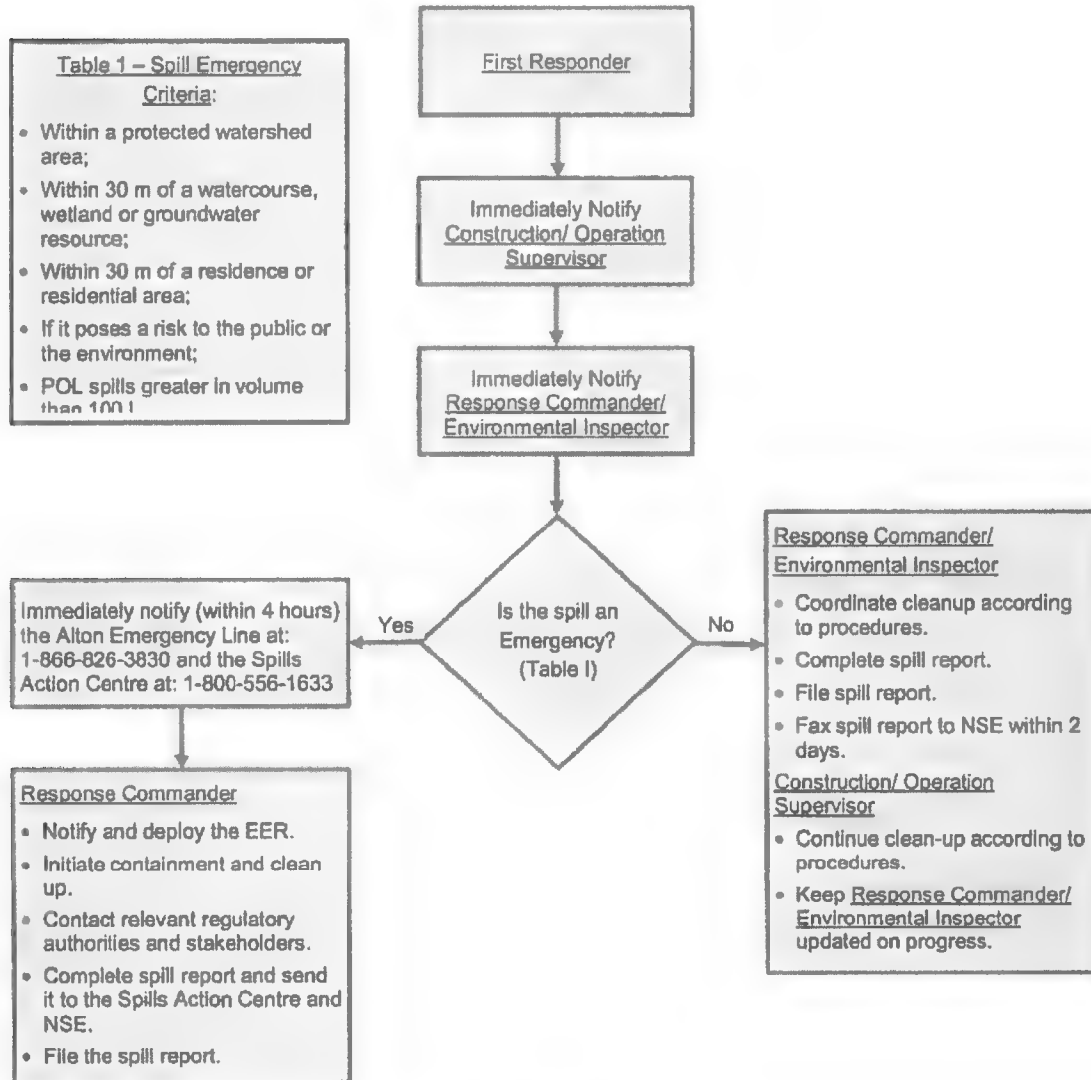 Table 1 – Spill Emergency
Criteria:
• Within a protected watershed
area;
• Within 30 m of a watercourse,
wetland or groundwater
resource;
• Within 30 m of a residence or
residential area;
• If it poses a risk to the public or
the environment;
• POL spills greater in volume
than 100 L
First Responder
Immediately Notify
Construction/ Operation
Supervisor
Immediately Notify
Response Commander/
Environmental Inspector
Is the spill an
Emergency?
(Table I)
Yes
No
Immediately notify (within 4 hours)
the Alton Emergency Line at:
1-866-826-3830 and the Spills
Action Centre at: 1-800-556-1633
Response Commander
• Notify and deploy the EER.
• Initiate containment and clean
up.
• Contact relevant regulatory
authorities and stakeholders.
• Complete spill report and send
it to the Spills Action Centre and
NSE.
• File the spill report.
Response Commander/
Environmental Inspector
• Coordinate cleanup according
to procedures.
• Complete spill report.
• File spill report.
• Fax spill report to NSE within 2
days.
Construction/ Operation
Supervisor
• Continue clean-up according to
procedures.
• Keep Response Commander/
Environmental Inspector
updated on progress.